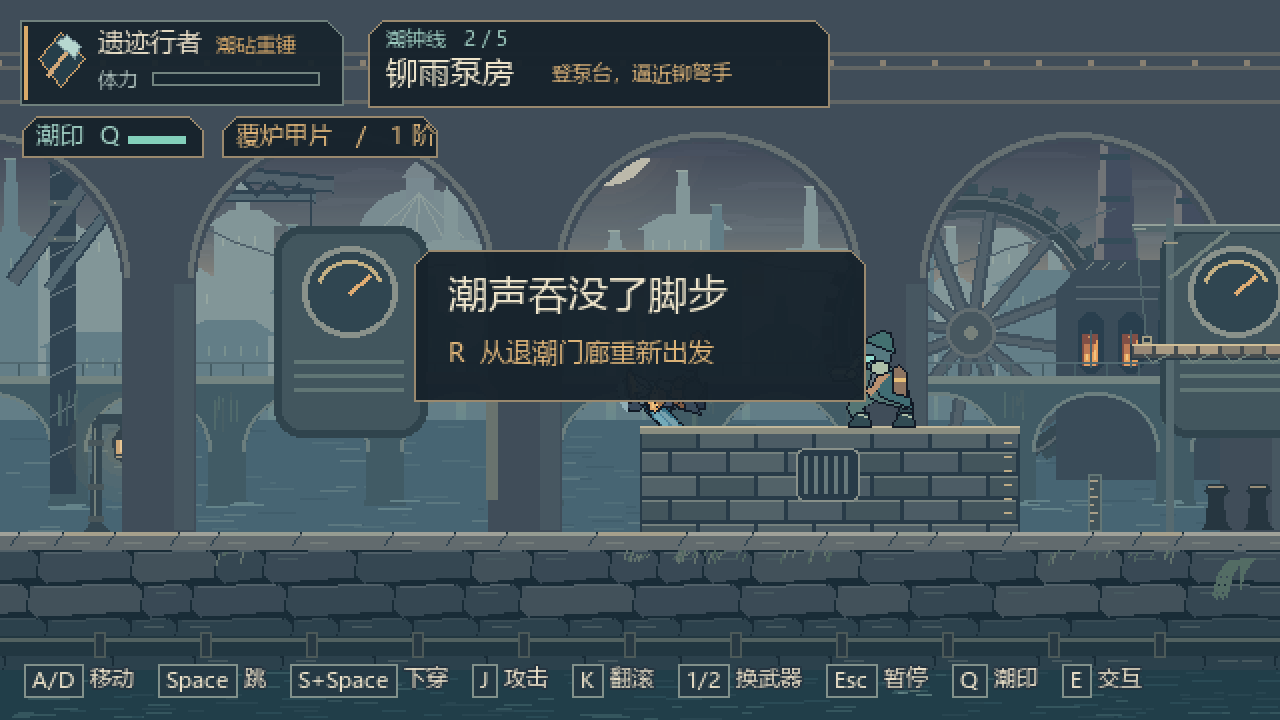 遗迹行者 潮砧重锤
体力
潮钟线 2 / 5
铆雨泵房 登泵台，逼近铆弩手
潮印 Q
覆炉甲片 / 1 阶
潮声吞没了脚步
R 从退潮门廊重新出发
A/D 移动 Space 跳 S+Space 下穿 J 攻击 K 翻滚 1/2 换武器 Esc 暂停 Q 潮印 E 交互